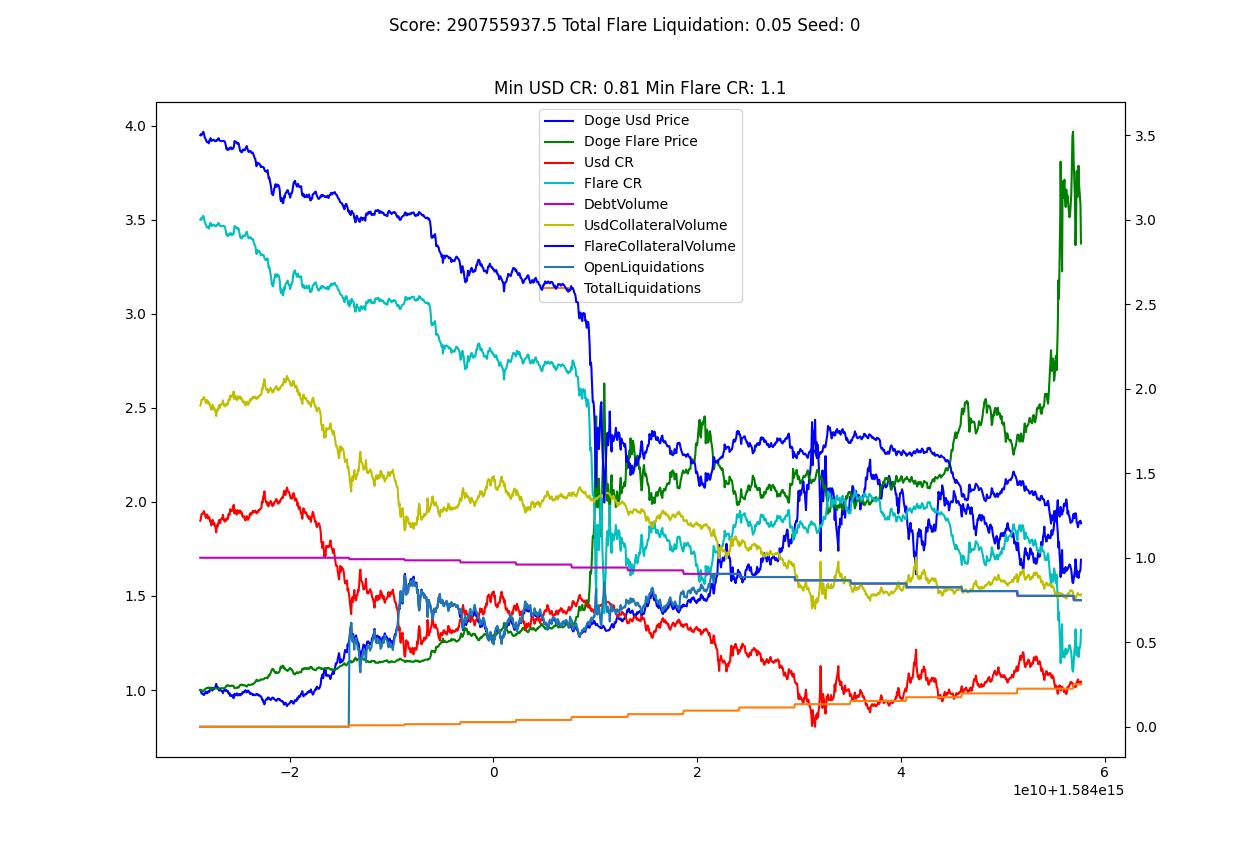 Score: 290755937.5 Total Flare Liquidation: 0.05 Seed: 0
Min USD CR: 0.81 Min Flare CR: 1.1
Doge Usd Price
Doge Flare Price
Usd CR
Flare CR
DebtVolume
UsdCollateralVolume
FlareCollateralVolume
OpenLiquidations
TotalLiquidations
4.0
3.5
3.0
2.5
2.0
1.5
1.0
3.5
3.0
2.5
2.0
1.5
1.0
0.5
0.0
−2 0 2 4 6
1e10+1.584e15